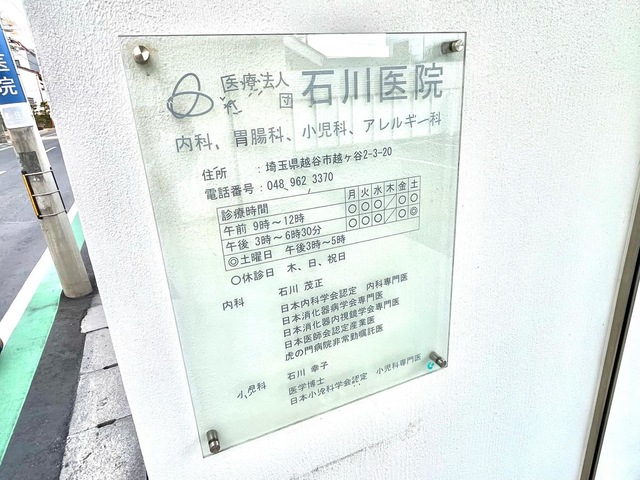 医療法人
団
石川医院
内科、胃腸科、小児科、アレルギー科
住所 :埼玉県越谷市越ヶ谷2-3-20
電話番号:048 962 3370
診療時間 月 火 水 木 金 土
午前 9時～12時 ○ ○ ○ ／ ○ ○
午後 3時～6時30分 ○ ○ ○ ／ ○ ◎
◎土曜日 午後3時～5時
○休診日 木、日、祝日
内科 石川 茂正
日本内科学会認定 内科専門医
日本消化器病学会専門医
日本消化器内視鏡学会専門医
日本医師会認定産業医
虎の門病院非常勤嘱託医
小児科 石川 幸子
医学博士
日本小児科学会認定 小児科専門医
医院